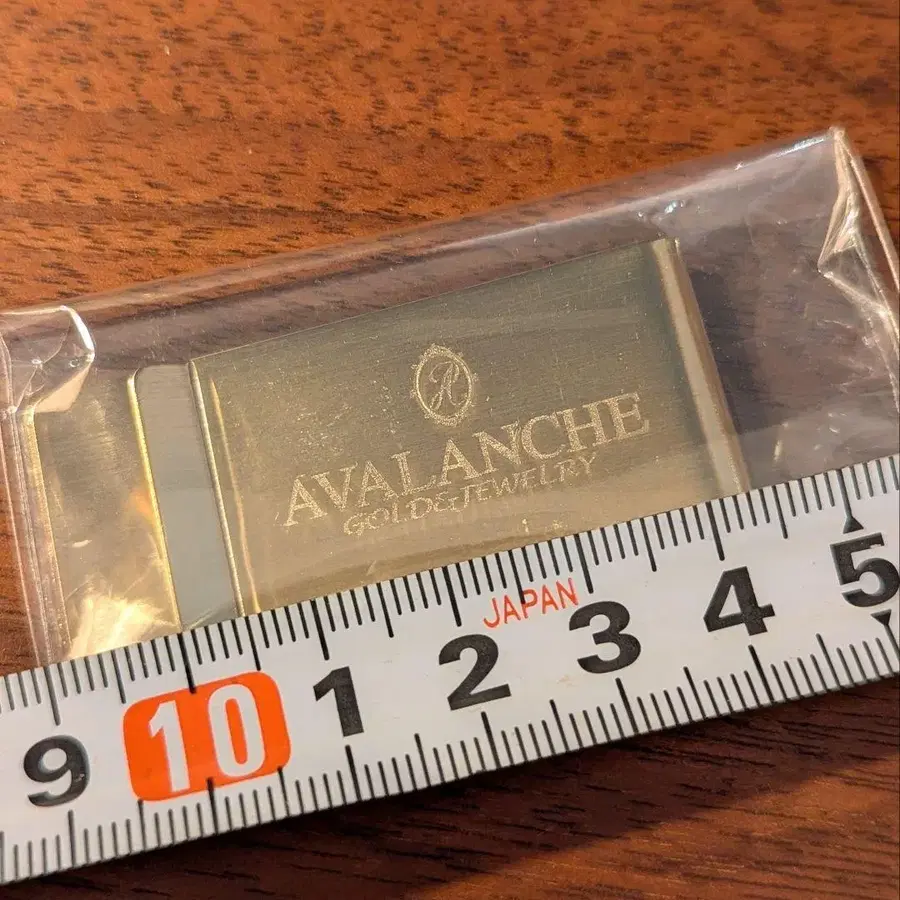 A
AVALANCHE
GOLD&JEWELRY
JAPAN
9 10 1 2 3 4 5